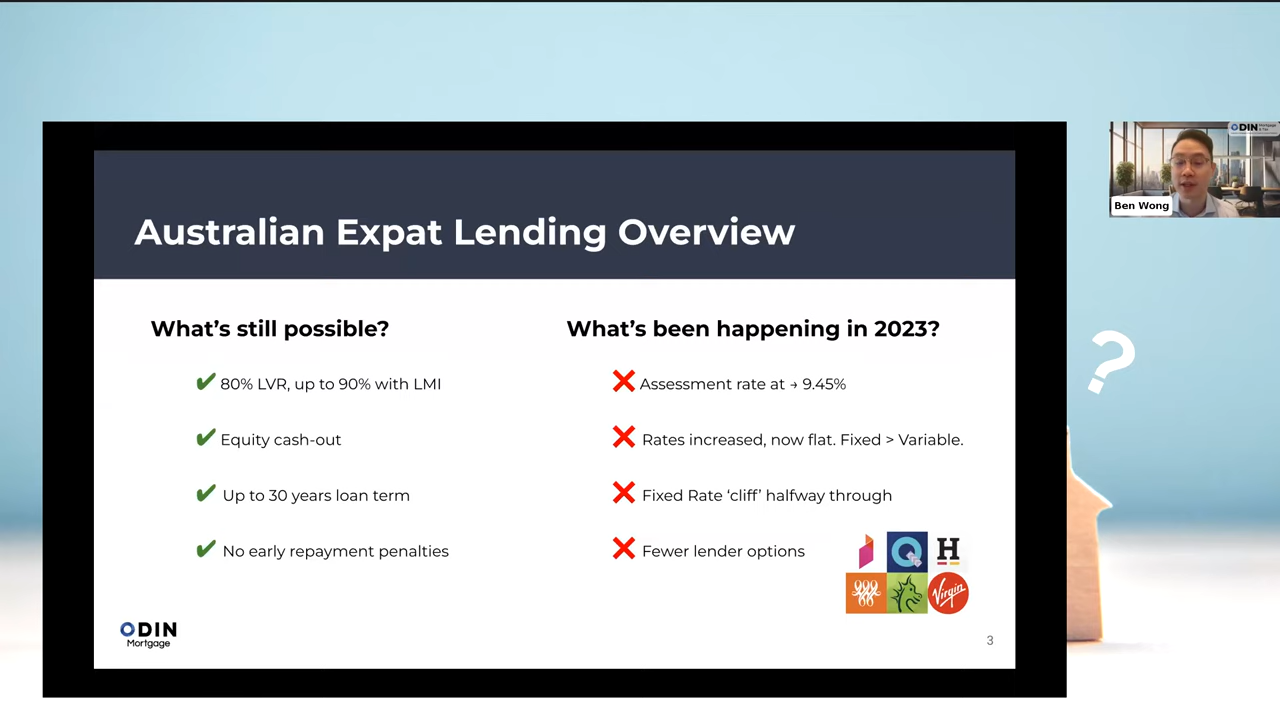 ODIN
Ben Wong
Australian Expat Lending Overview
What's still possible?
80% LVR, up to 90% with LMI
Equity cash-out
Up to 30 years loan term
No early repayment penalties
What's been happening in 2023?
Assessment rate at → 9.45%
Rates increased, now flat. Fixed > Variable.
Fixed Rate ‘cliff’ halfway through
Fewer lender options
H
Virgin
ODIN
Mortgage
3
?